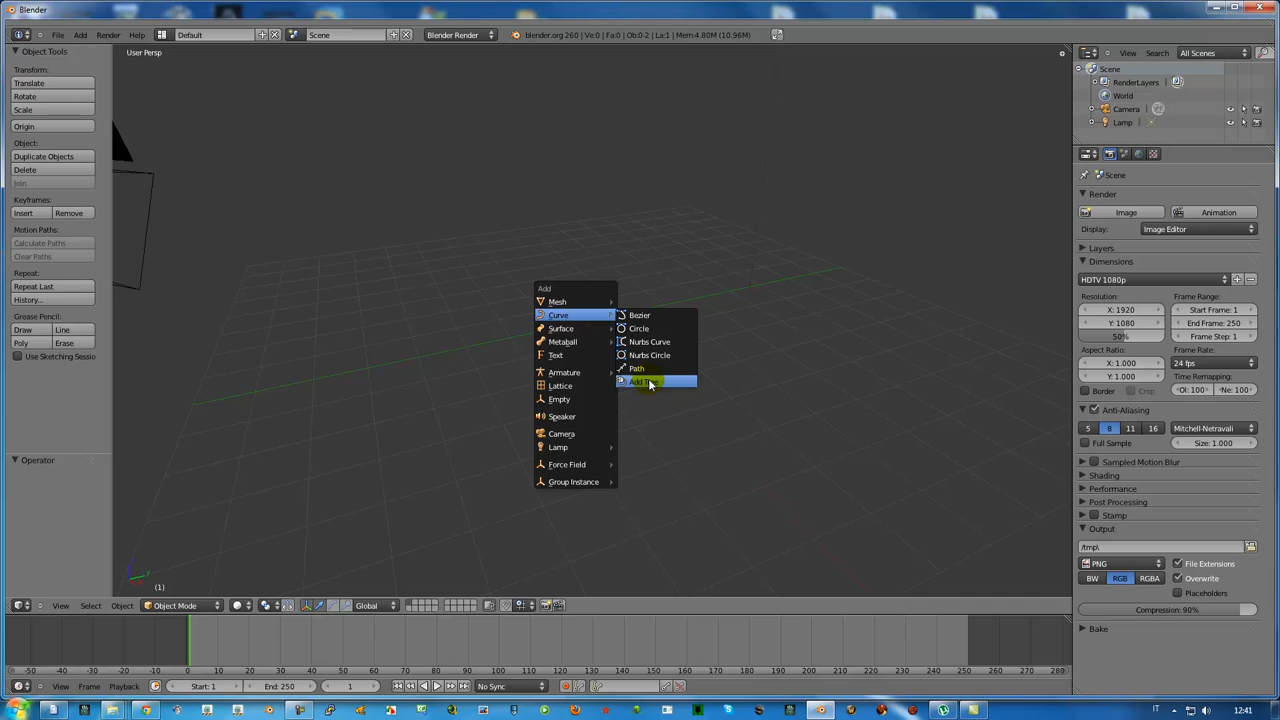 Blender
File Add Render Help Default Scene Blender Render blender.org 260 | Ve:0 | Fa:0 | Ob:0-2 | La:1 | Mem:4.80M (10.96M)
View Search All Scenes
Object Tools
Transform:
Translate
Rotate
Scale
Origin
Object:
Duplicate Objects
Delete
Join
Keyframes:
Insert Remove
Motion Paths:
Calculate Paths
Clear Paths
Repeat:
Repeat Last
History...
Grease Pencil:
Draw Line
Poly Erase
Use Sketching Sessio
Operator
User Persp
Add
Mesh
Curve
Surface
Metaball
Text
Armature
Lattice
Empty
Speaker
Camera
Lamp
Force Field
Group Instance
Bezier
Circle
Nurbs Curve
Nurbs Circle
Path
Add
(1)
View Select Object Object Mode Global
-50 -40 -30 -20 -10 0 10 20 30 40 50 60 70 80 90 100 110 120 130 140 150 160 170 180 190 200 210 220 230 240 250 260 270 280
View Frame Playback Start: 1 End: 250 1 No Sync
Scene
RenderLayers
World
Camera
Lamp
Scene
Render
Image Animation
Display: Image Editor
Layers
Dimensions
HDTV 1080p
Resolution: Frame Range:
X: 1920 Start Frame: 1
Y: 1080 End Frame: 250
50% Frame Step: 1
Aspect Ratio: Frame Rate:
X: 1.000 24 fps
Y: 1.000 Time Remapping:
Border Crop Ol: 100 Ne: 100
Anti-Aliasing
5 8 11 16 Mitchell-Netravali
Full Sample Size: 1.000
Sampled Motion Blur
Shading
Performance
Post Processing
Stamp
Output
/tmp\
PNG File Extensions
BW RGB RGBA Overwrite
Placeholders
Compression: 90%
Bake
IT 12:41